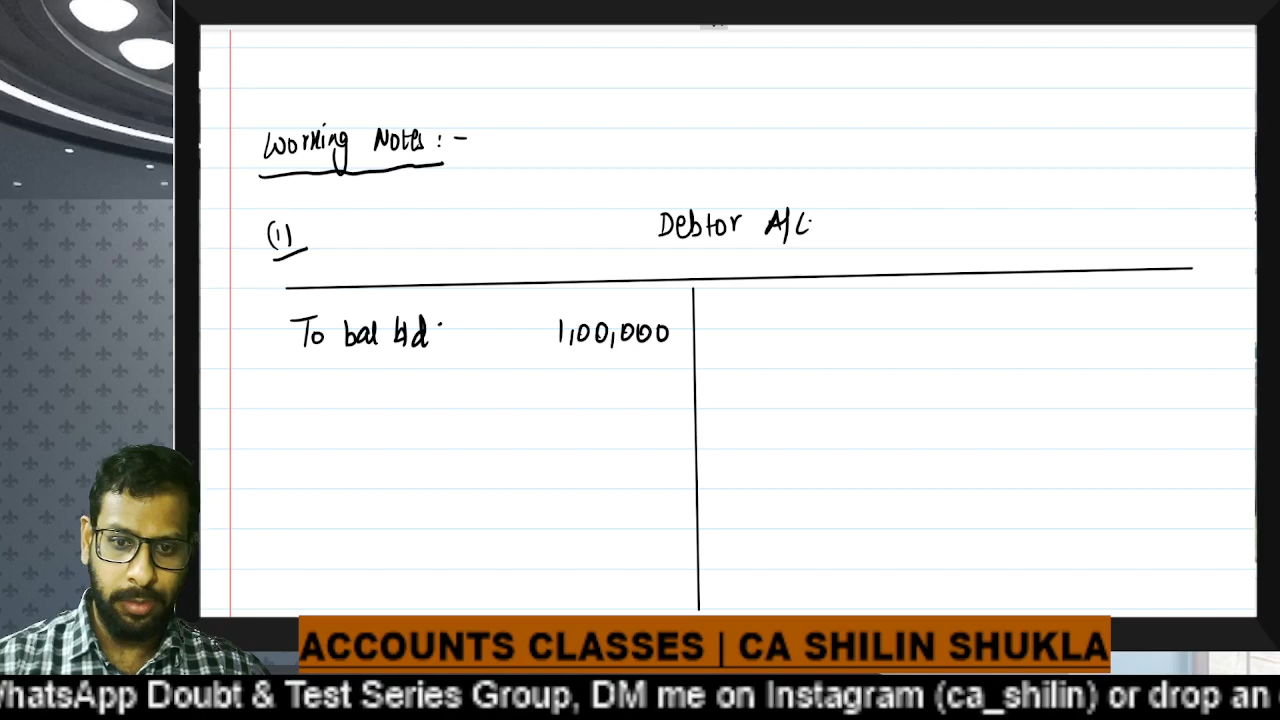 Working Notes:-
(1)
Debtor A/c
To bal b/d 1,00,000
ACCOUNTS CLASSES | CA SHILIN SHUKLA
WhatsApp Doubt & Test Series Group, DM me on Instagram (ca_shilin) or drop an